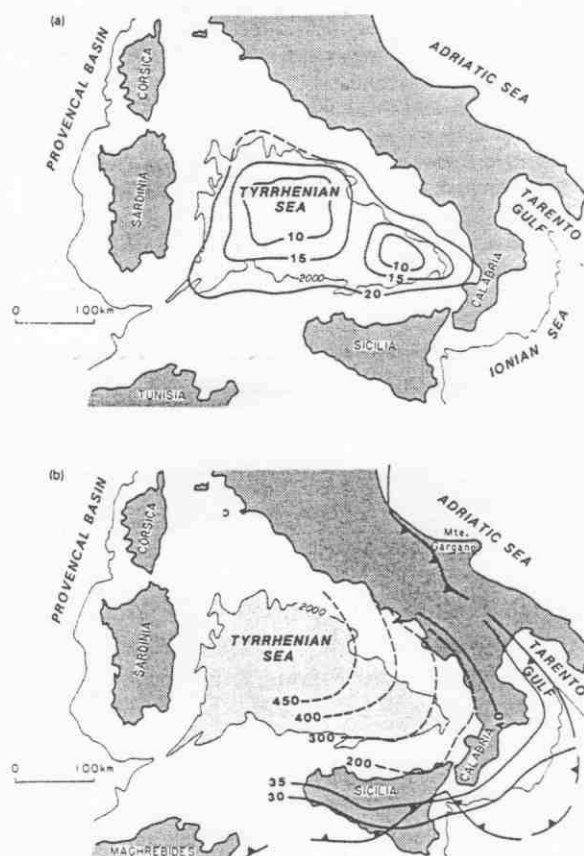 (a)
PROVENCAL BASIN
CORSICA
ADRIATIC SEA
SARDINIA
TYRRHENIAN
SEA
10
15
2000
10
15
20
TARENTO
GULF
CALABRIA
IONIAN SEA
0 100km
SICILIA
TUNISIA
(b)
PROVENCAL BASIN
CORSICA
ADRIATIC SEA
Mte.
Gargano
SARDINIA
2000
TYRRHENIAN
SEA
TARENTO
GULF
450
400
300
200
CALABRIA
0 100km
35
30
SICILIA
MAGHREBIDES